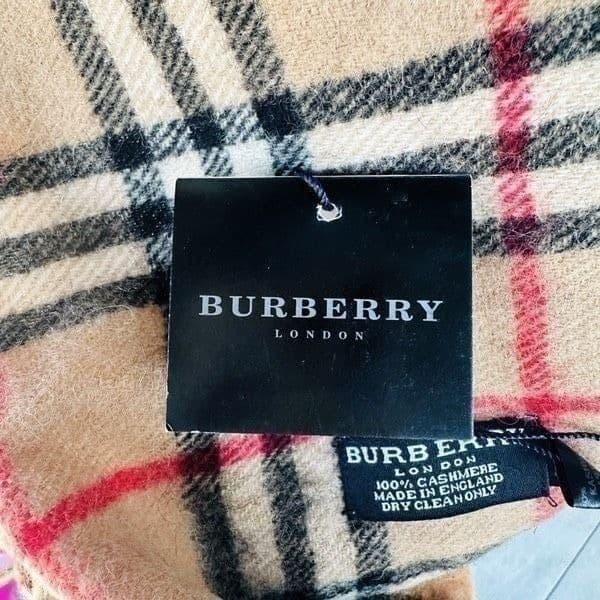 BURBERRY
LONDON
BURBERRY
LONDON
100% CASHMERE
MADE IN ENGLAND
DRY CLEAN ONLY